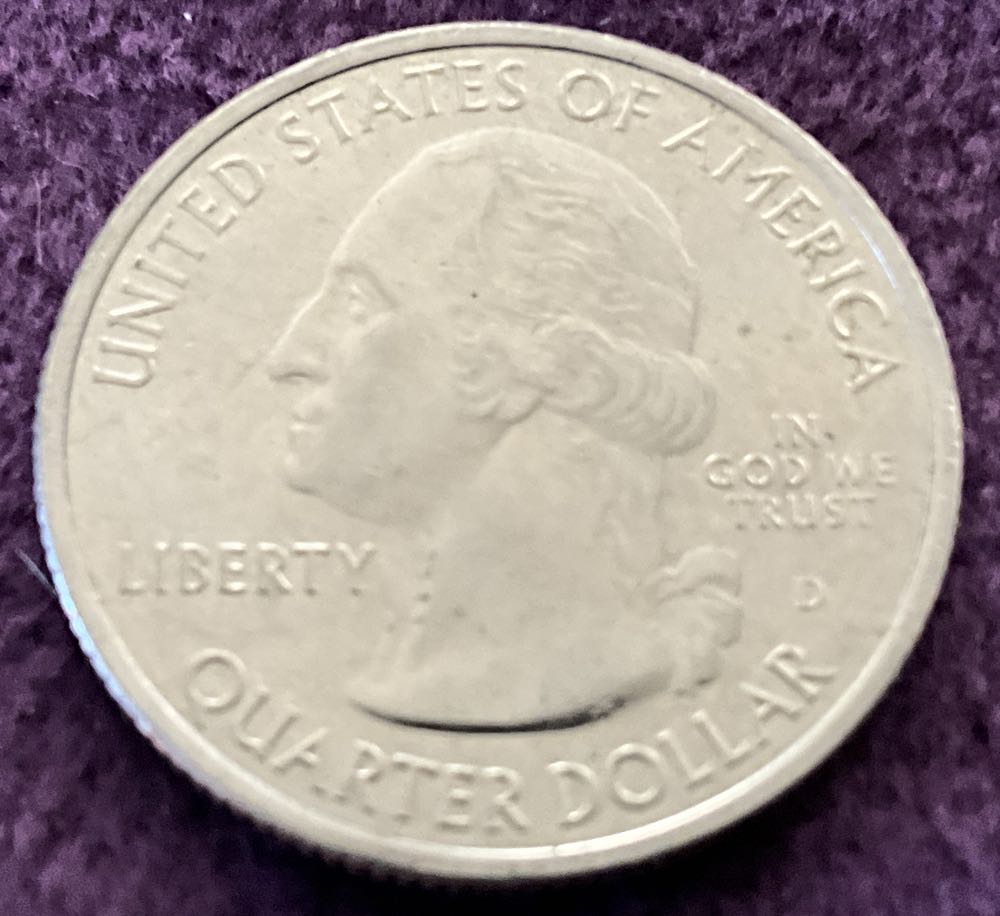 UNITED STATES OF AMERICA
LIBERTY
IN
GOD WE
TRUST
D
QUARTER DOLLAR